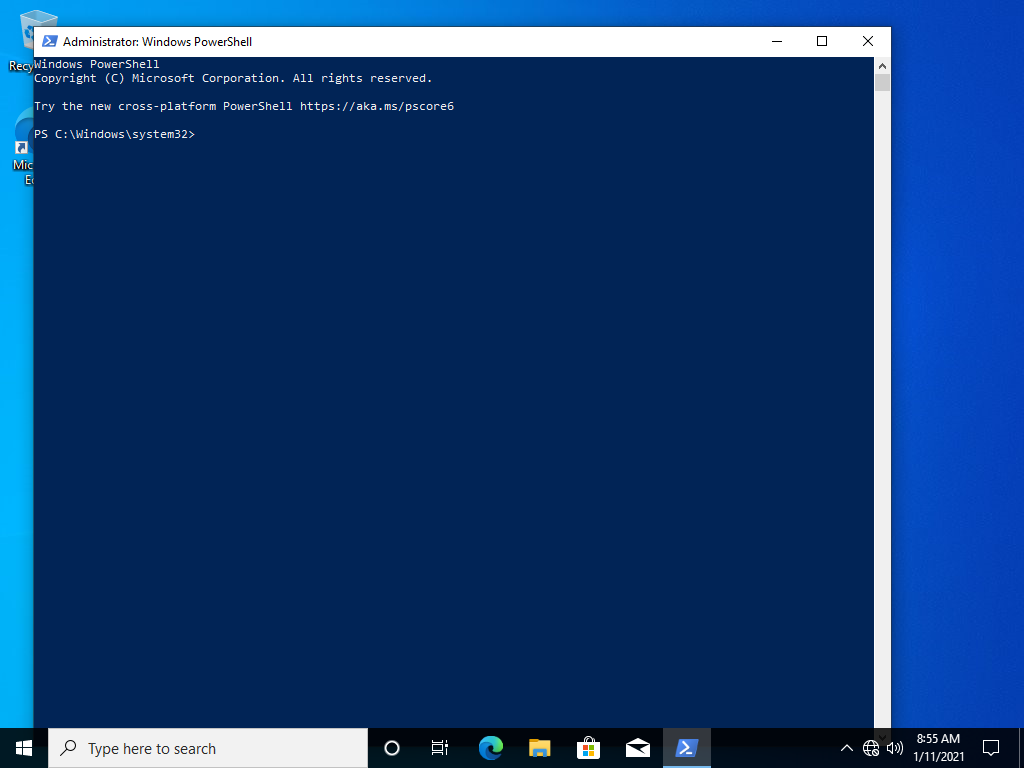 Administrator: Windows PowerShell
Windows PowerShell
Copyright (C) Microsoft Corporation. All rights reserved.
Try the new cross-platform PowerShell https://aka.ms/pscore6
PS C:\Windows\system32>
Recy
Mic
Ed
Type here to search
8:55 AM
1/11/2021